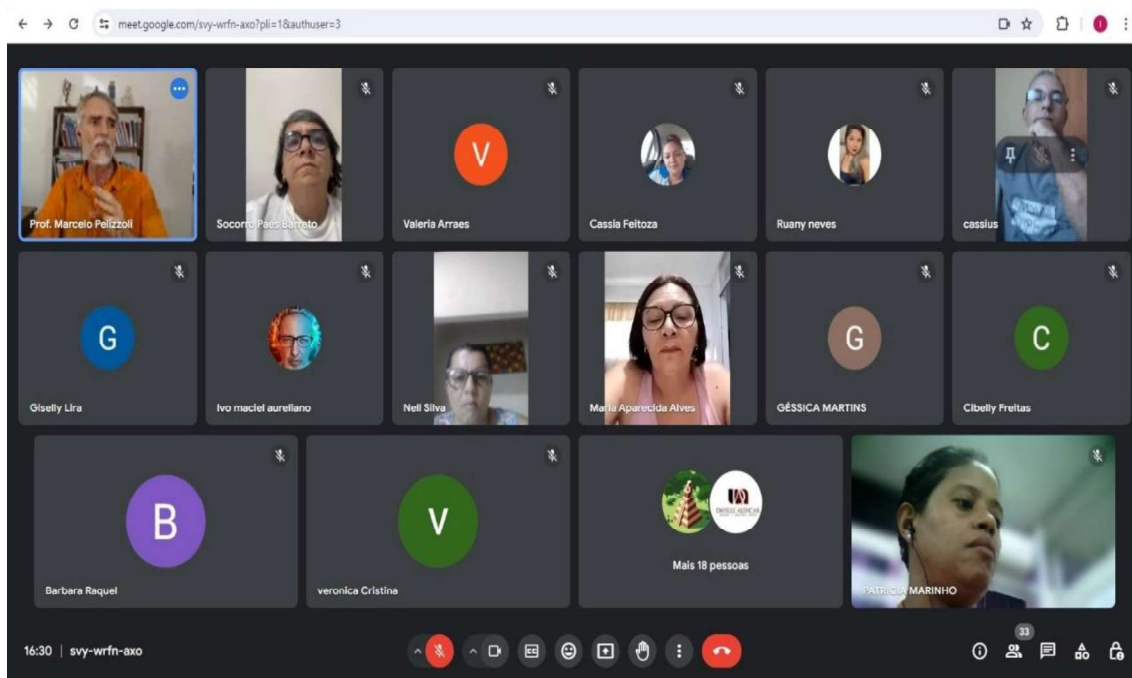 meet.google.com/svy-wrfn-axo?pli=1&authuser=3
Prof. Marcelo Pelizzoli
Socorro Paes Barreto
V
Valeria Arraes
Cassia Feitoza
Ruany neves
cassius
G
Giselly Lira
Ivo maciel aureliano
Neli Silva
Maria Aparecida Alves
G
GÉSSICA MARTINS
C
Cibelly Freitas
B
Barbara Raquel
V
veronica Cristina
Mais 18 pessoas
PATRICIA MARINHO
16:30 | svy-wrfn-axo
CC
33